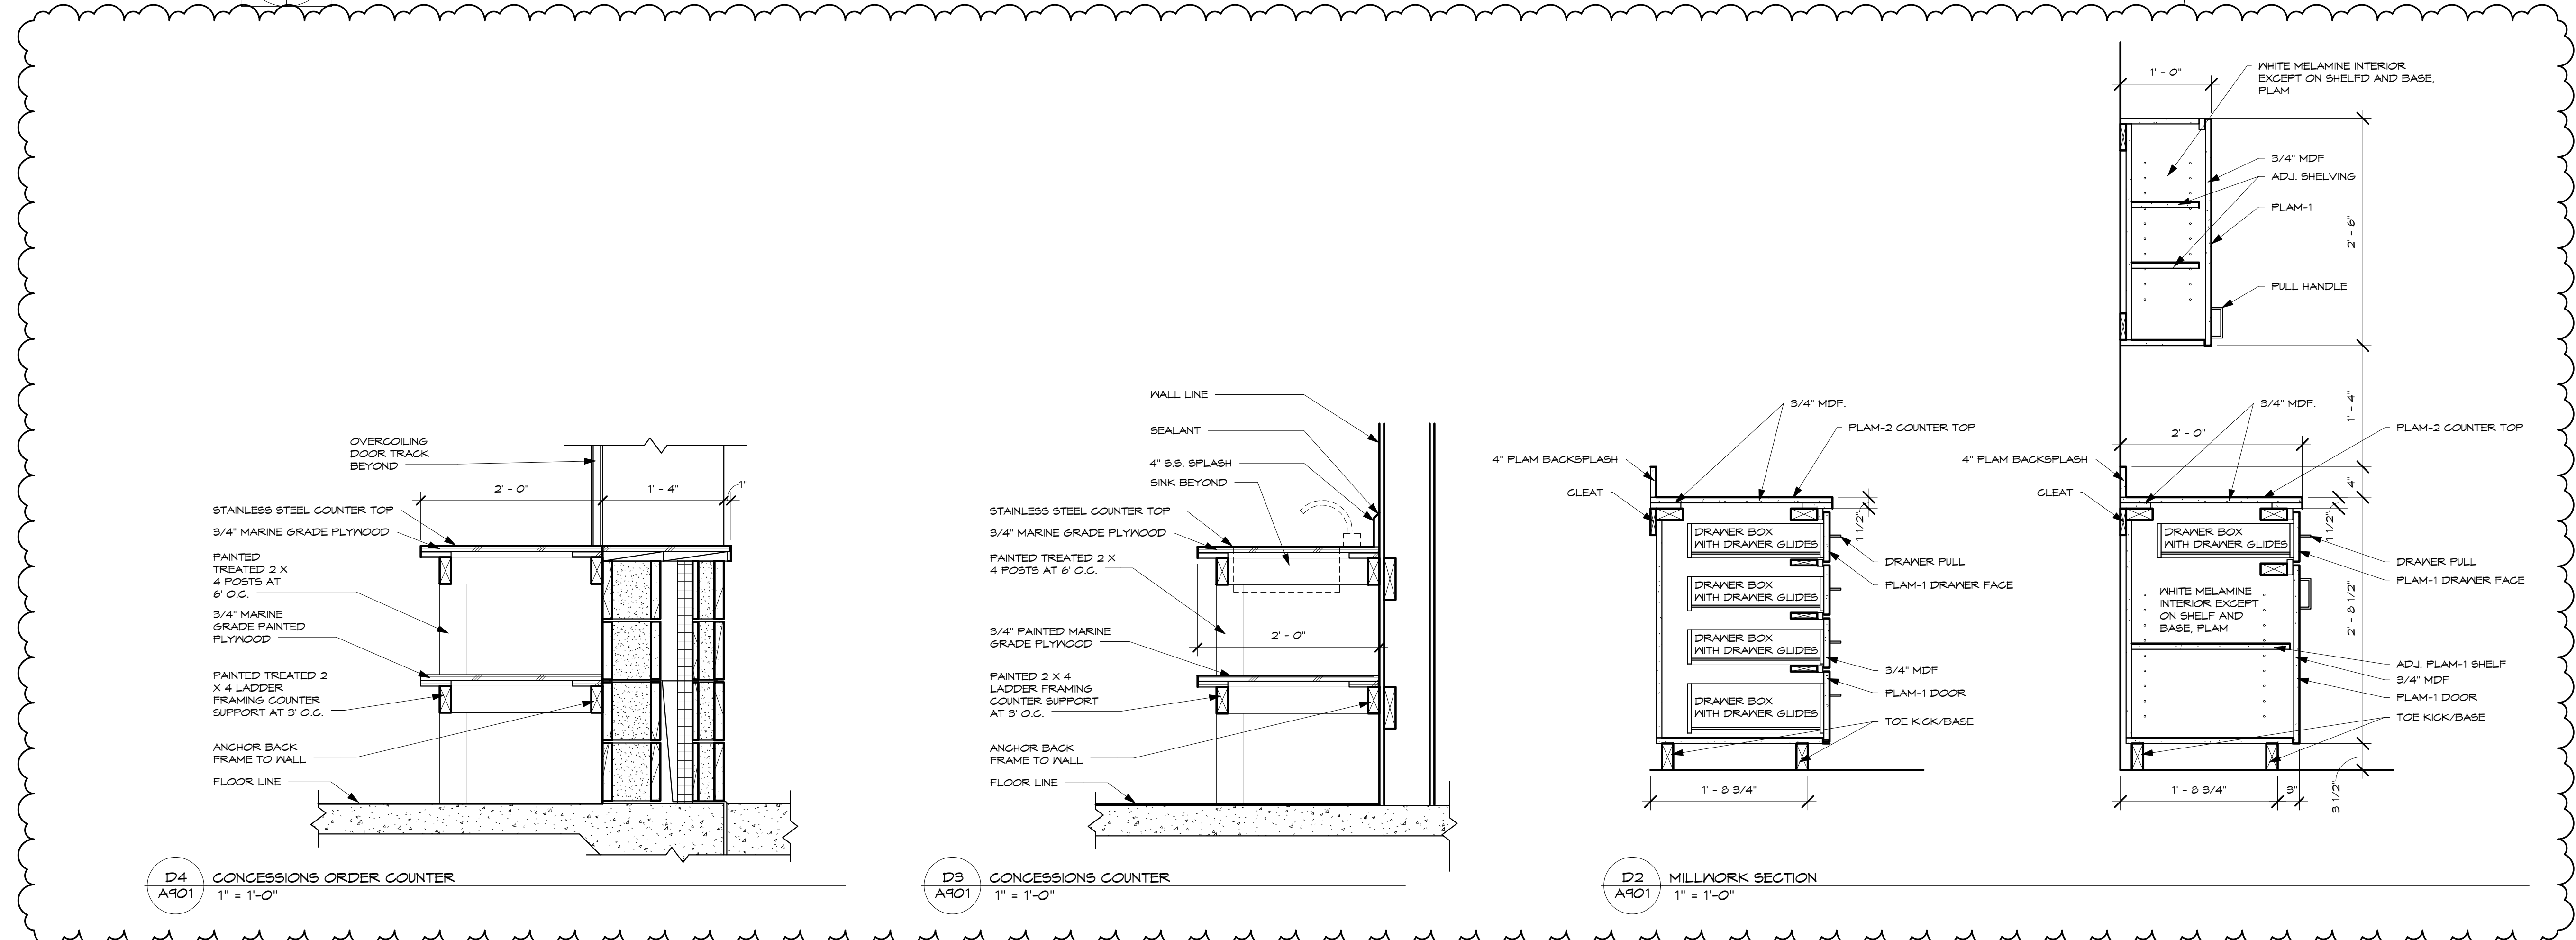 OVERCOILING
DOOR TRACK
BEYOND
2' - 0"
1' - 4"
1"
STAINLESS STEEL COUNTER TOP
3/4" MARINE GRADE PLYWOOD
PAINTED
TREATED 2 X
4 POSTS AT
6' O.C.
3/4" MARINE
GRADE PAINTED
PLYWOOD
PAINTED TREATED 2
X 4 LADDER
FRAMING COUNTER
SUPPORT AT 3' O.C.
ANCHOR BACK
FRAME TO WALL
FLOOR LINE
D4
A901
CONCESSIONS ORDER COUNTER
1" = 1'-0"
WALL LINE
SEALANT
4" S.S. SPLASH
SINK BEYOND
STAINLESS STEEL COUNTER TOP
3/4" MARINE GRADE PLYWOOD
PAINTED TREATED 2 X
4 POSTS AT 6' O.C.
3/4" PAINTED MARINE
GRADE PLYWOOD
2' - 0"
PAINTED 2 X 4
LADDER FRAMING
COUNTER SUPPORT
AT 3' O.C.
ANCHOR BACK
FRAME TO WALL
FLOOR LINE
D3
A901
CONCESSIONS COUNTER
1" = 1'-0"
3/4" MDF.
PLAM-2 COUNTER TOP
4" PLAM BACKSPLASH
CLEAT
1 1/2"
DRAWER BOX
WITH DRAWER GLIDES
DRAWER PULL
PLAM-1 DRAWER FACE
DRAWER BOX
WITH DRAWER GLIDES
DRAWER BOX
WITH DRAWER GLIDES
3/4" MDF
PLAM-1 DOOR
DRAWER BOX
WITH DRAWER GLIDES
TOE KICK/BASE
1' - 8 3/4"
D2
A901
MILLWORK SECTION
1" = 1'-0"
1' - 0"
WHITE MELAMINE INTERIOR
EXCEPT ON SHELFD AND BASE,
PLAM
3/4" MDF
ADJ. SHELVING
PLAM-1
2' - 6"
PULL HANDLE
3/4" MDF.
1' - 4"
2' - 0"
PLAM-2 COUNTER TOP
4" PLAM BACKSPLASH
CLEAT
4"
1 1/2"
DRAWER BOX
WITH DRAWER GLIDES
DRAWER PULL
PLAM-1 DRAWER FACE
WHITE MELAMINE
INTERIOR EXCEPT
ON SHELF AND
BASE, PLAM
2' - 8 1/2"
ADJ. PLAM-1 SHELF
3/4" MDF
PLAM-1 DOOR
TOE KICK/BASE
1' - 8 3/4"
3"
3 1/2"